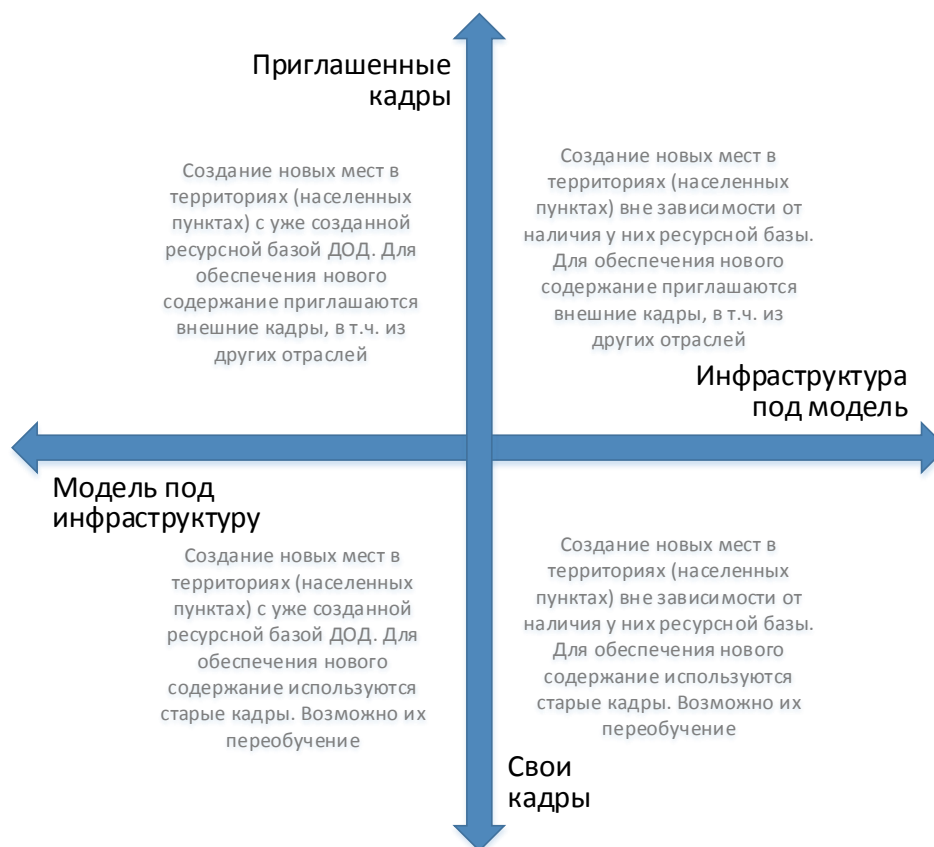 Приглашенные
кадры
Создание новых мест в
территориях (населенных
пунктах) с уже созданной
ресурсной базой ДОД. Для
обеспечения нового
содержание приглашаются
внешние кадры, в т.ч. из
других отраслей
Создание новых мест в
территориях (населенных
пунктах) вне зависимости от
наличия у них ресурсной базы.
Для обеспечения нового
содержание приглашаются
внешние кадры, в т.ч. из
других отраслей
Инфраструктура
под модель
Модель под
инфраструктуру
Создание новых мест в
территориях (населенных
пунктах) с уже созданной
ресурсной базой ДОД. Для
обеспечения нового
содержание используются
старые кадры. Возможно их
переобучение
Создание новых мест в
территориях (населенных
пунктах) вне зависимости от
наличия у них ресурсной базы.
Для обеспечения нового
содержание используются
старые кадры. Возможно их
переобучение
Свои
кадры